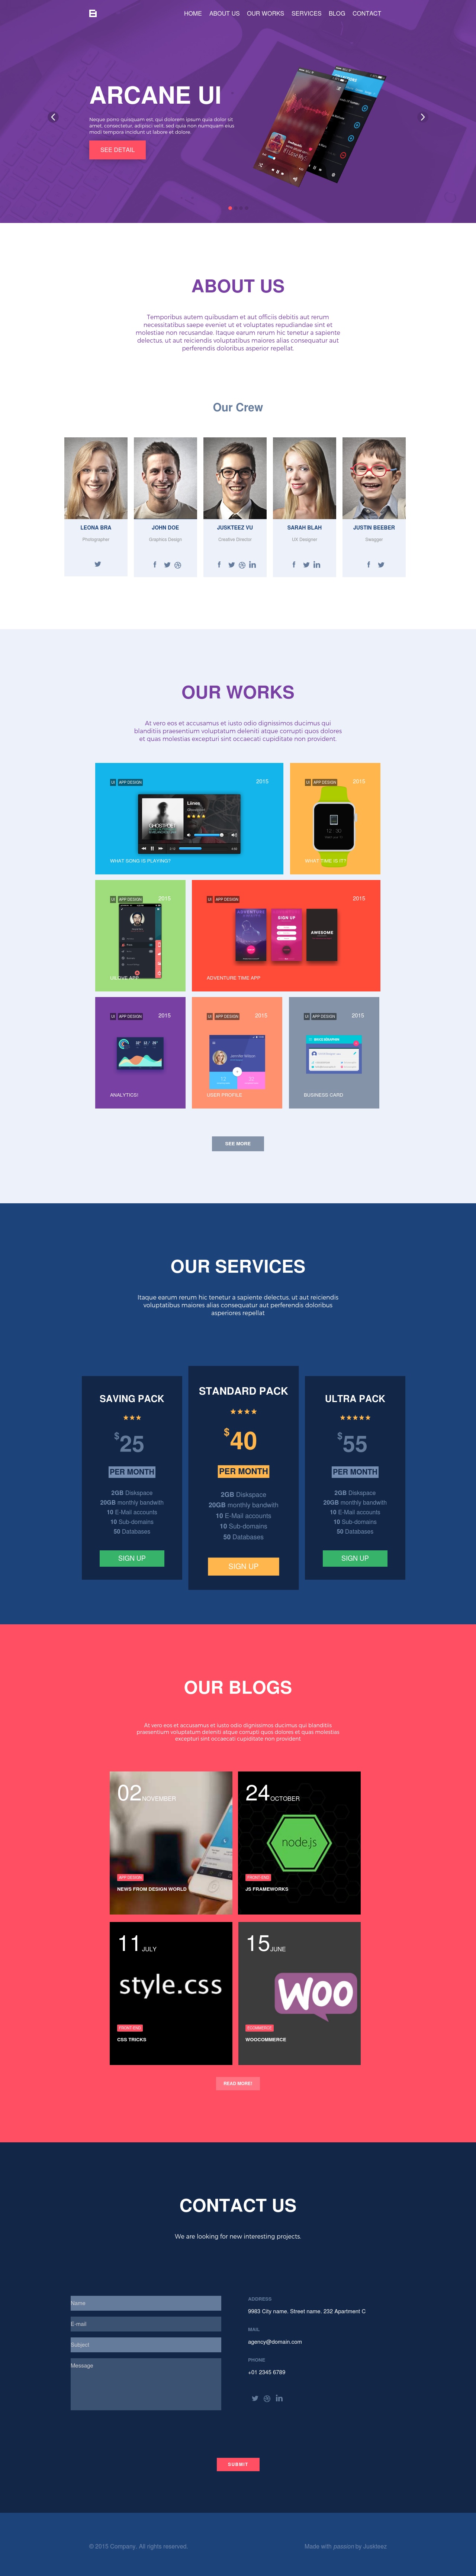 B
HOME ABOUT US OUR WORKS SERVICES BLOG CONTACT
ARCANE UI
Neque porro quisquam est, qui dolorem ipsum quia dolor sit
amet, consectetur, adipisci velit, sed quia non numquam eius
modi tempora incidunt ut labore et dolore.
SEE DETAIL
ABOUT US
Temporibus autem quibusdam et aut officiis debitis aut rerum
necessitatibus saepe eveniet ut et voluptates repudiandae sint et
molestiae non recusandae. Itaque earum rerum hic tenetur a sapiente
delectus, ut aut reiciendis voluptatibus maiores alias consequatur aut
perferendis doloribus asperior repellat.
Our Crew
LEONA BRA
Photographer
JOHN DOE
Graphics Design
JUSKTEEZ VU
Creative Director
SARAH BLAH
UX Designer
JUSTIN BEEBER
Swagger
OUR WORKS
At vero eos et accusamus et iusto odio dignissimos ducimus qui
blanditiis praesentium voluptatum deleniti atque corrupti quos dolores
et quas molestias excepturi sint occaecati cupiditate non provident.
UI APP DESIGN 2015
WHAT SONG IS PLAYING?
UI APP DESIGN 2015
12:30
WHAT TIME IS IT?
UI APP DESIGN 2015
UI APP DESIGN 2015
SIGN UP
AWESOME
ADVENTURE TIME APP
UI APP DESIGN 2015
ANALYTICS!
UI APP DESIGN 2015
USER PROFILE
UI APP DESIGN 2015
BUSINESS CARD
SEE MORE
OUR SERVICES
Itaque earum rerum hic tenetur a sapiente delectus, ut aut reiciendis
voluptatibus maiores alias consequatur aut perferendis doloribus
asperiores repellat
SAVING PACK
$25
PER MONTH
2GB Diskspace
20GB monthly bandwith
10 E-Mail accounts
10 Sub-domains
50 Databases
SIGN UP
STANDARD PACK
$40
PER MONTH
2GB Diskspace
20GB monthly bandwith
10 E-Mail accounts
10 Sub-domains
50 Databases
SIGN UP
ULTRA PACK
$55
PER MONTH
2GB Diskspace
20GB monthly bandwith
10 E-Mail accounts
10 Sub-domains
50 Databases
SIGN UP
OUR BLOGS
At vero eos et accusamus et iusto odio dignissimos ducimus qui blanditiis
praesentium voluptatum deleniti atque corrupti quos dolores et quas molestias
excepturi sint occaecati cupiditate non provident
02 NOVEMBER
APP DESIGN
NEWS FROM DESIGN WORLD
24 OCTOBER
node.js
FRONT-END
JS FRAMEWORKS
11 JULY
style.css
FRONT-END
CSS TRICKS
15 JUNE
WOO
ECOMMERCE
WOOCOMMERCE
READ MORE!
CONTACT US
We are looking for new interesting projects.
Name
E-mail
Subject
Message
ADDRESS
9983 City name. Street name. 232 Apartment C
MAIL
agency@domain.com
PHONE
+01 2345 6789
SUBMIT
© 2015 Company. All rights reserved.
Made with passion by Juskteez